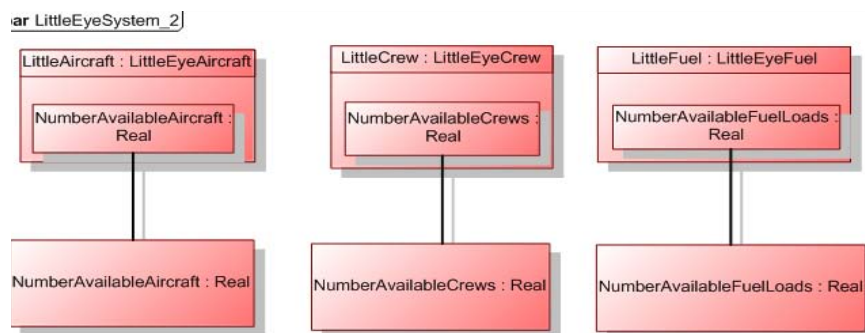 ar LittleEyeSystem_2
LittleAircraft : LittleEyeAircraft
NumberAvailableAircraft :
Real
NumberAvailableAircraft : Real
LittleCrew : LittleEyeCrew
NumberAvailableCrews :
Real
NumberAvailableCrews : Real
LittleFuel : LittleEyeFuel
NumberAvailableFuelLoads :
Real
NumberAvailableFuelLoads : Real